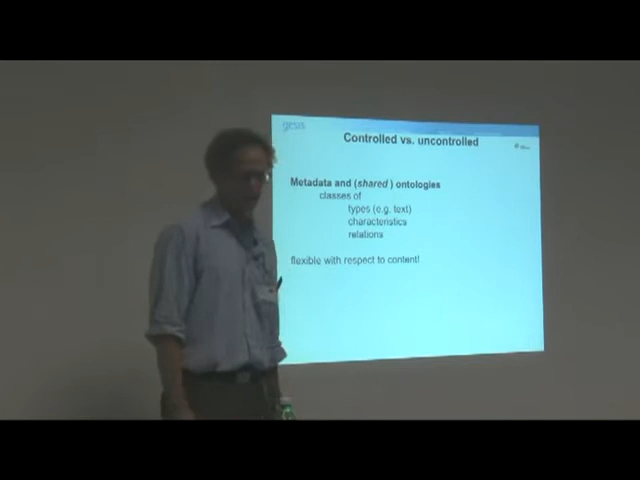 gesis
Controlled vs. uncontrolled
Metadata and (shared ) ontologies
classes of
types (e.g. text)
characteristics
relations
flexible with respect to content!